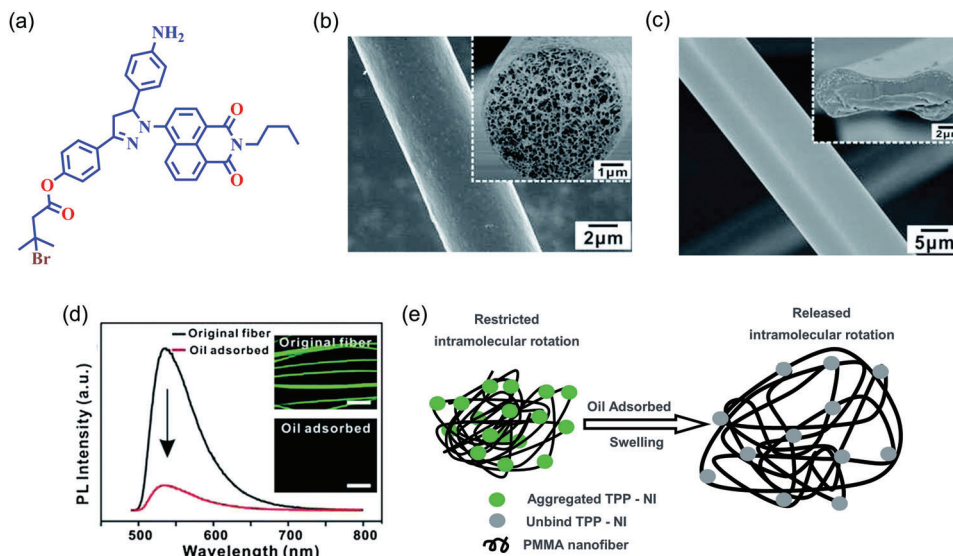 (a)
NH₂
N
N
O
N
O
O
O
Br
(b)
1μm
2μm
(c)
2μm
5μm
(d)
PL Intensity (a.u.)
Original fiber
Oil adsorbed
Original fiber
Oil adsorbed
500 600 700 800
Wavelength (nm)
(e)
Restricted
intramolecular rotation
Released
intramolecular rotation
Oil Adsorbed
Swelling
Aggregated TPP - NI
Unbind TPP - NI
PMMA nanofiber